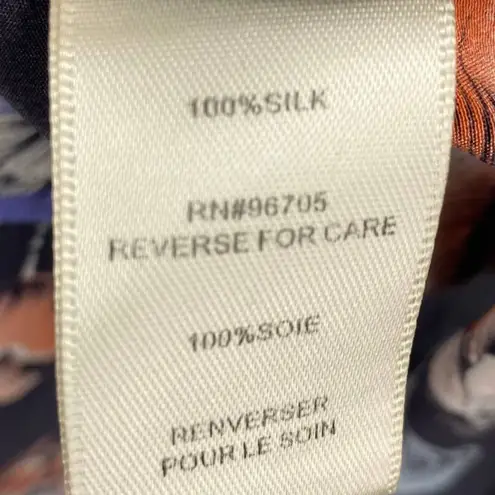 100%SILK
RN#96705
REVERSE FOR CARE
100%SOIE
RENVERSER
POUR LE SOIN